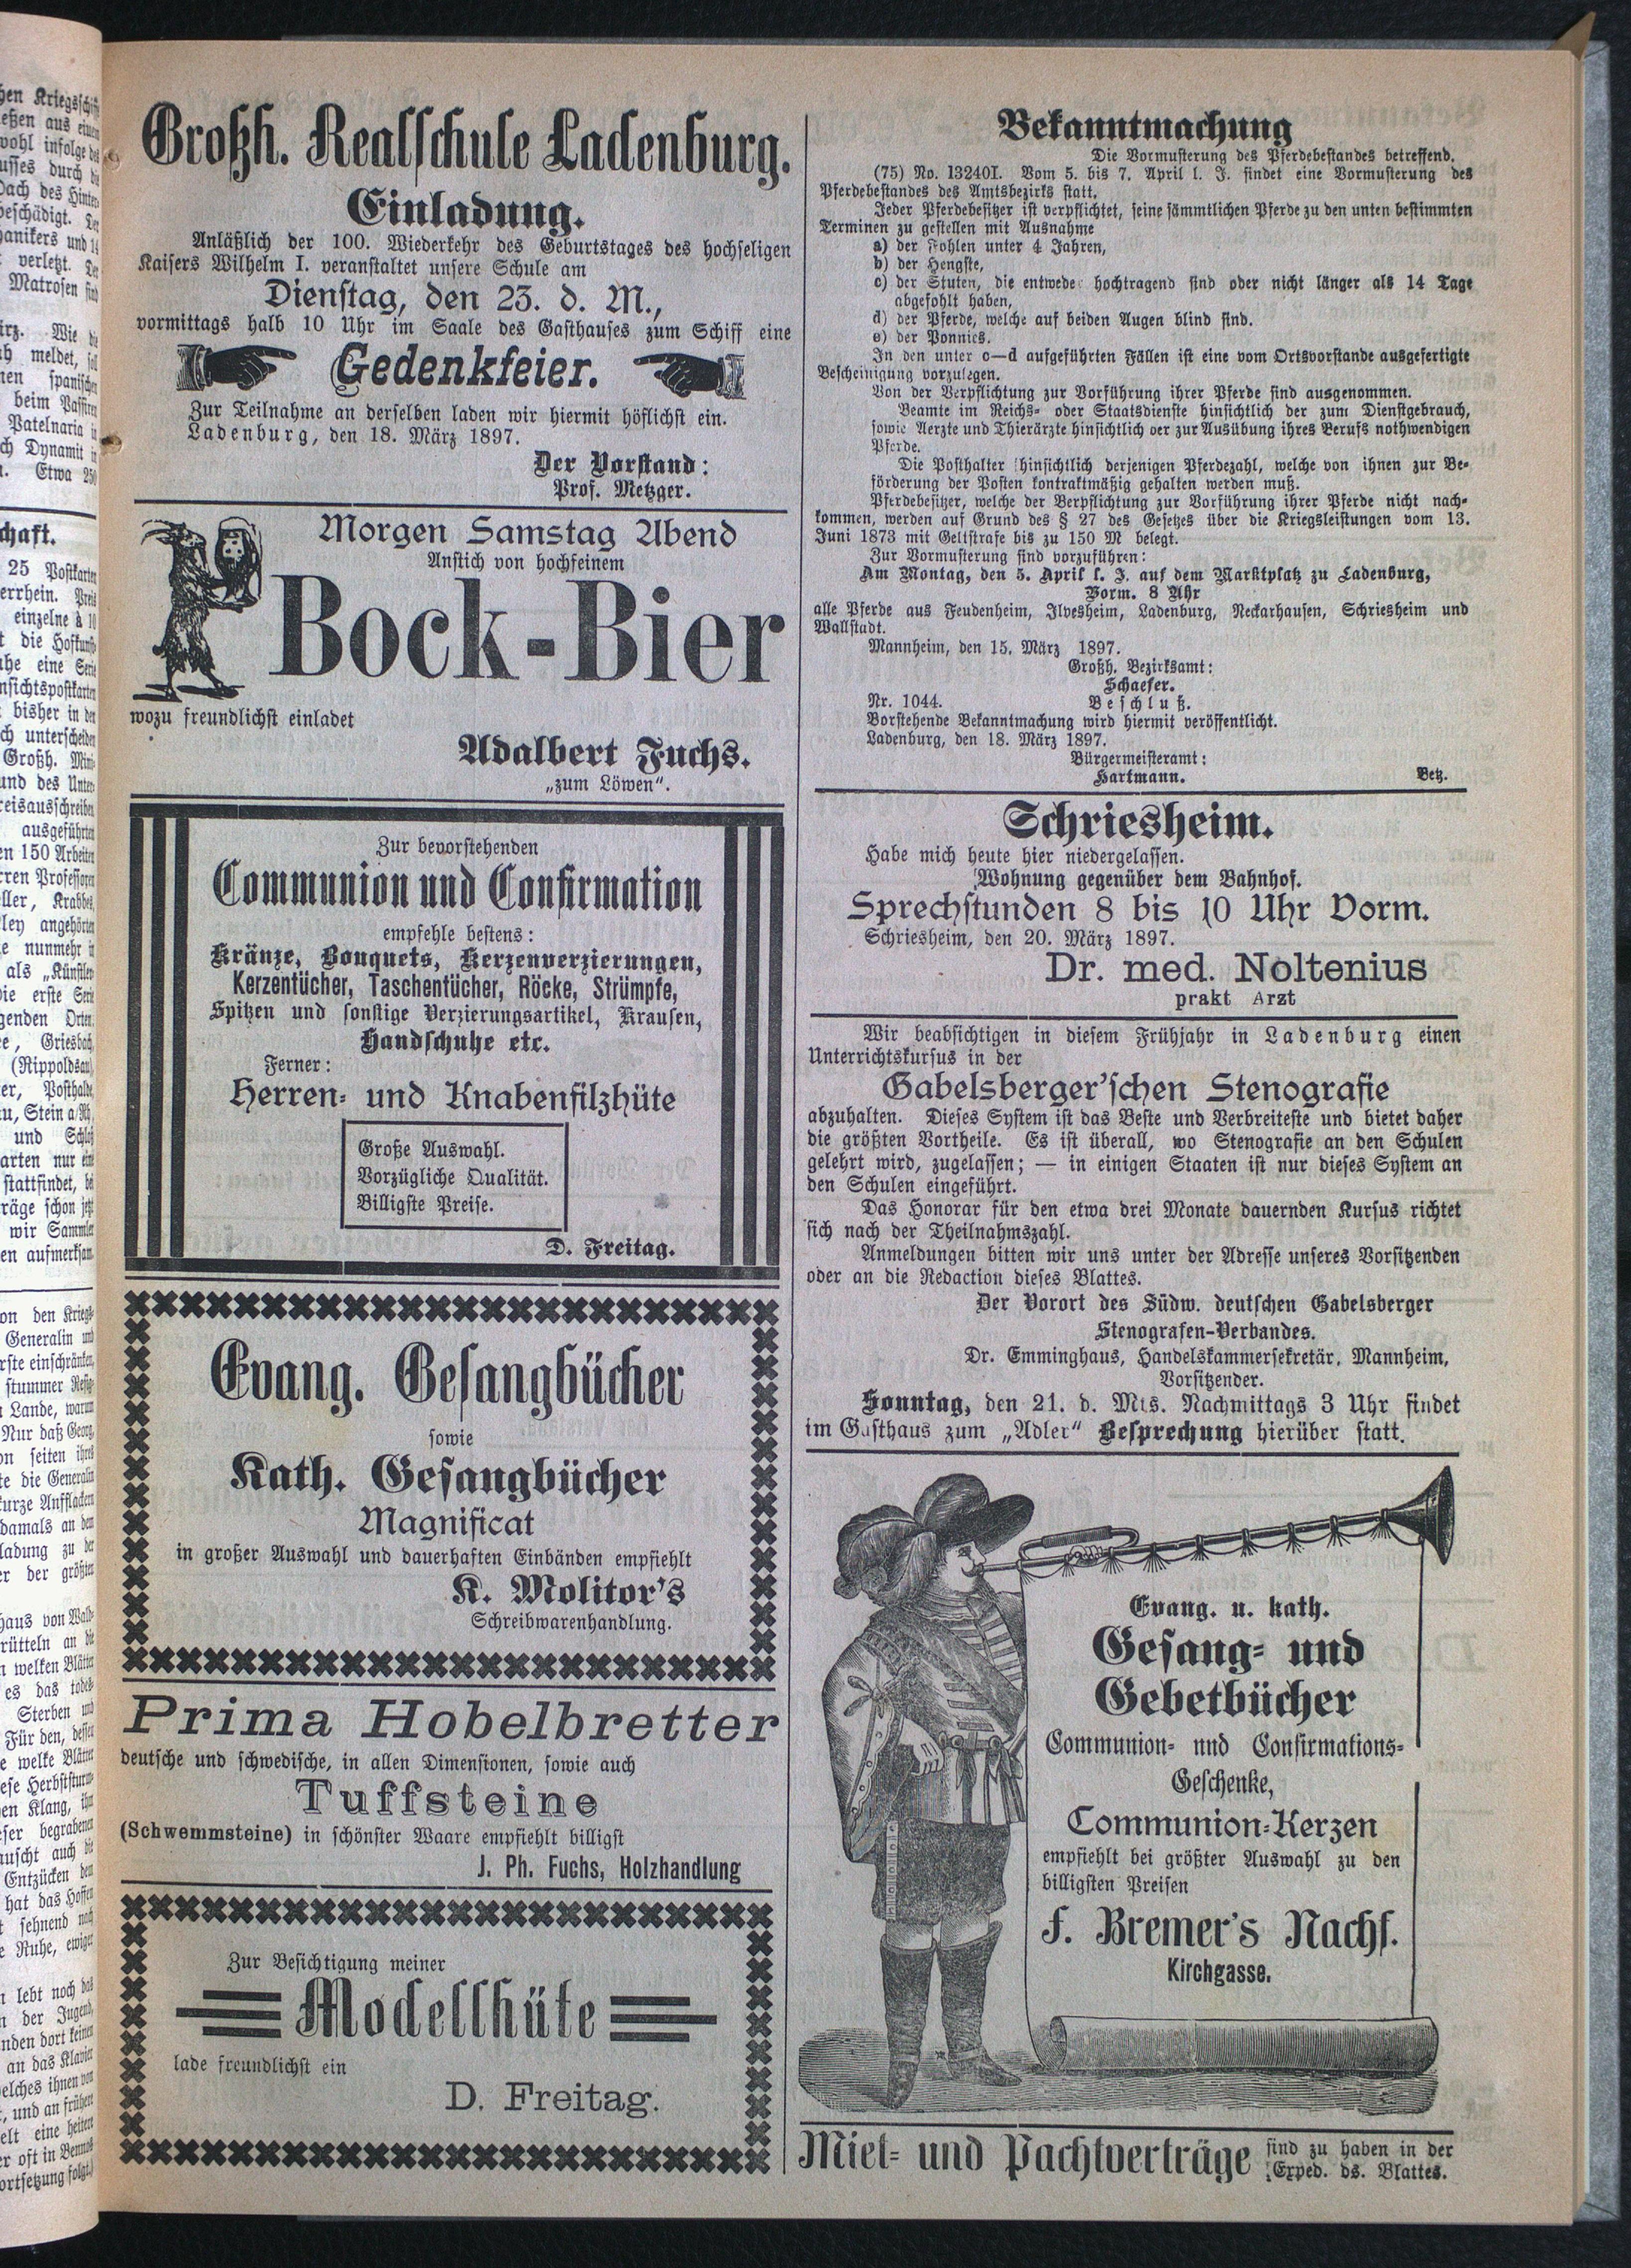 Großh. Realschule Ladenburg.
Einladung.
Anläßlich der 100. Wiederkehr des Geburtstages des hochseligen
Kaisers Wilhelm I. veranstaltet unsere Schule am
Dienstag, den 23. d. M.,
vormittags halb 10 Uhr im Saale des Gasthauses zum Schiff eine
Gedenkfeier.
Zur Teilnahme an derselben laden wir hiermit höflichst ein.
Ladenburg, den 18. März 1897.
Der Vorstand:
Prof. Metzger.
Morgen Samstag Abend
Anstich von hochfeinem
Bock-Bier
wozu freundlichst einladet
Adalbert Fuchs.
„zum Löwen“.
Zur bevorstehenden
Communion und Confirmation
empfehle bestens:
Kränze, Bouquets, Kerzenverzierungen,
Kerzentücher, Taschentücher, Röcke, Strümpfe,
Spitzen und sonstige Verzierungsartikel, Krausen,
Handschuhe etc.
Ferner:
Herren- und Knabenfilzhüte
Große Auswahl.
Vorzügliche Qualität.
Billigste Preise.
D. Freitag.
Evang. Gesangbücher
sowie
Kath. Gesangbücher
Magnificat
in großer Auswahl und dauerhaften Einbänden empfiehlt
K. Molitor's
Schreibwarenhandlung.
Prima Hobelbretter
deutsche und schwedische, in allen Dimensionen, sowie auch
Tuffsteine
(Schwemmsteine) in schönster Waare empfiehlt billigst
J. Ph. Fuchs, Holzhandlung
Zur Besichtigung meiner
Modellhüte
lade freundlichst ein
D. Freitag.
Bekanntmachung
Die Vormusterung des Pferdebestandes betreffend.
(75) No. 13240I. Vom 5. bis 7. April l. J. findet eine Vormusterung des
Pferdebestandes des Amtsbezirks statt.
Jeder Pferdebesitzer ist verpflichtet, seine sämmtlichen Pferde zu den unten bestimmten
Terminen zu gestellen mit Ausnahme
a) der Fohlen unter 4 Jahren,
b) der Hengste,
c) der Stuten, die entweder hochtragend sind oder nicht länger als 14 Tage
abgefohlt haben,
d) der Pferde, welche auf beiden Augen blind sind.
e) der Ponnies.
In den unter c—d aufgeführten Fällen ist eine vom Ortsvorstande ausgefertigte
Bescheinigung vorzulegen.
Von der Verpflichtung zur Vorführung ihrer Pferde sind ausgenommen.
Beamte im Reichs- oder Staatsdienste hinsichtlich der zum Dienstgebrauch,
sowie Aerzte und Thierärzte hinsichtlich der zur Ausübung ihres Berufs nothwendigen
Pferde.
Die Posthalter hinsichtlich derjenigen Pferdezahl, welche von ihnen zur Be-
förderung der Posten kontraktmäßig gehalten werden muß.
Pferdebesitzer, welche der Verpflichtung zur Vorführung ihrer Pferde nicht nach-
kommen, werden auf Grund des § 27 des Gesetzes über die Kriegsleistungen vom 13.
Juni 1873 mit Geltstrafe bis zu 150 M belegt.
Zur Vormusterung sind vorzuführen:
Am Montag, den 5. April l. J. auf dem Marktplatz zu Ladenburg,
Vorm. 8 Uhr
alle Pferde aus Feudenheim, Ilvesheim, Ladenburg, Neckarhausen, Schriesheim und
Wallstadt.
Mannheim, den 15. März 1897.
Großh. Bezirksamt:
Schaefer.
Nr. 1044. Beschluß.
Vorstehende Bekanntmachung wird hiermit veröffentlicht.
Ladenburg, den 18. März 1897.
Bürgermeisteramt:
Hartmann. Betz.
Schriesheim.
Habe mich heute hier niedergelassen.
Wohnung gegenüber dem Bahnhof.
Sprechstunden 8 bis 10 Uhr Vorm.
Schriesheim, den 20. März 1897.
Dr. med. Noltenius
prakt Arzt
Wir beabsichtigen in diesem Frühjahr in Ladenburg einen
Unterrichtskursus in der
Gabelsberger'schen Stenografie
abzuhalten. Dieses System ist das Beste und Verbreiteste und bietet daher
die größten Vortheile. Es ist überall, wo Stenografie an den Schulen
gelehrt wird, zugelassen; — in einigen Staaten ist nur dieses System an
den Schulen eingeführt.
Das Honorar für den etwa drei Monate dauernden Kursus richtet
sich nach der Theilnahmszahl.
Anmeldungen bitten wir uns unter der Adresse unseres Vorsitzenden
oder an die Redaction dieses Blattes.
Der Vorort des Südw. deutschen Gabelsberger
Stenografen-Verbandes.
Dr. Emminghaus, Handelskammersekretär, Mannheim,
Vorsitzender.
Sonntag, den 21. d. Mts. Nachmittags 3 Uhr findet
im Gasthaus zum „Adler“ Besprechung hierüber statt.
Evang. u. kath.
Gesang- und
Gebetbücher
Communion- und Confirmations-
Geschenke,
Communion-Kerzen
empfiehlt bei größter Auswahl zu den
billigsten Preisen
F. Bremer's Nachf.
Kirchgasse.
Miet- und Pachtverträge sind zu haben in der
Exped. ds. Blattes.